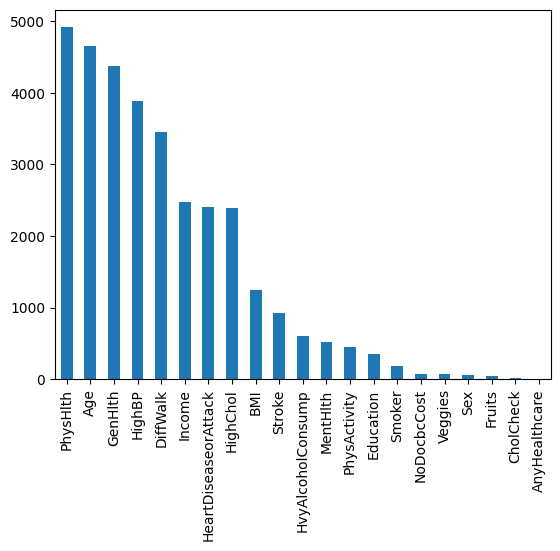 5000
4000
3000
2000
1000
0
PhysHlth
Age
GenHlth
HighBP
DiffWalk
Income
HeartDiseaseorAttack
HighChol
BMI
Stroke
HvyAlcoholConsump
MentHlth
PhysActivity
Education
Smoker
NoDocbcCost
Veggies
Sex
Fruits
CholCheck
AnyHealthcare